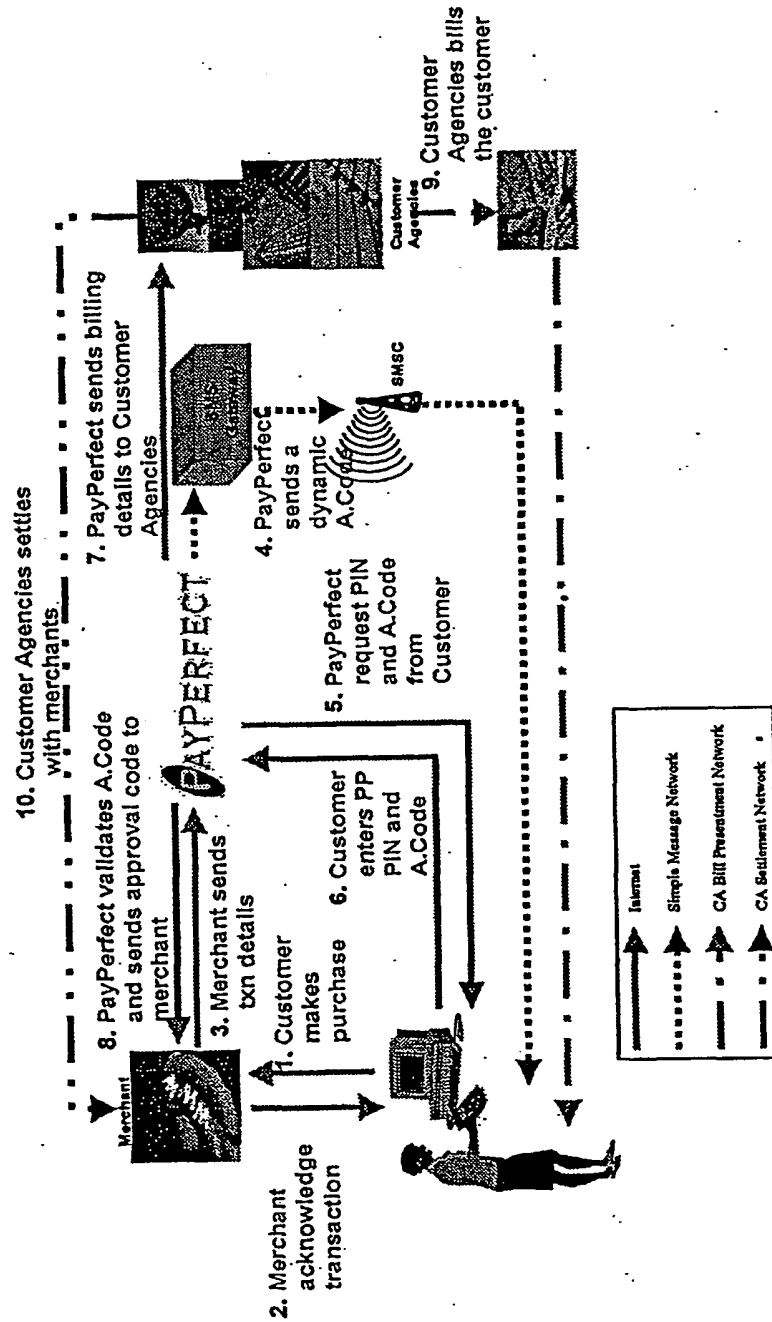 10. Customer Agencies settles
with merchants
8. PayPerfect validates A.Code
and sends approval code to
merchant
7. PayPerfect sends billing
details to Customer
Agencies
Merchant
3. Merchant sends
txn details
PAYPERFECT
SMS
Gateway
Customer
Agencies
2. Merchant
acknowledge
transaction
1. Customer
makes
purchase
6. Customer
enters PP
PIN and
A.Code
5. PayPerfect
request PIN
and A.Code
from
Customer
4. PayPerfect
sends a
dynamic
A.Code
SMSC
9. Customer
Agencies bills
the customer
Internet
Simple Message Network
CA Bill Presentment Network
CA Settlement Network